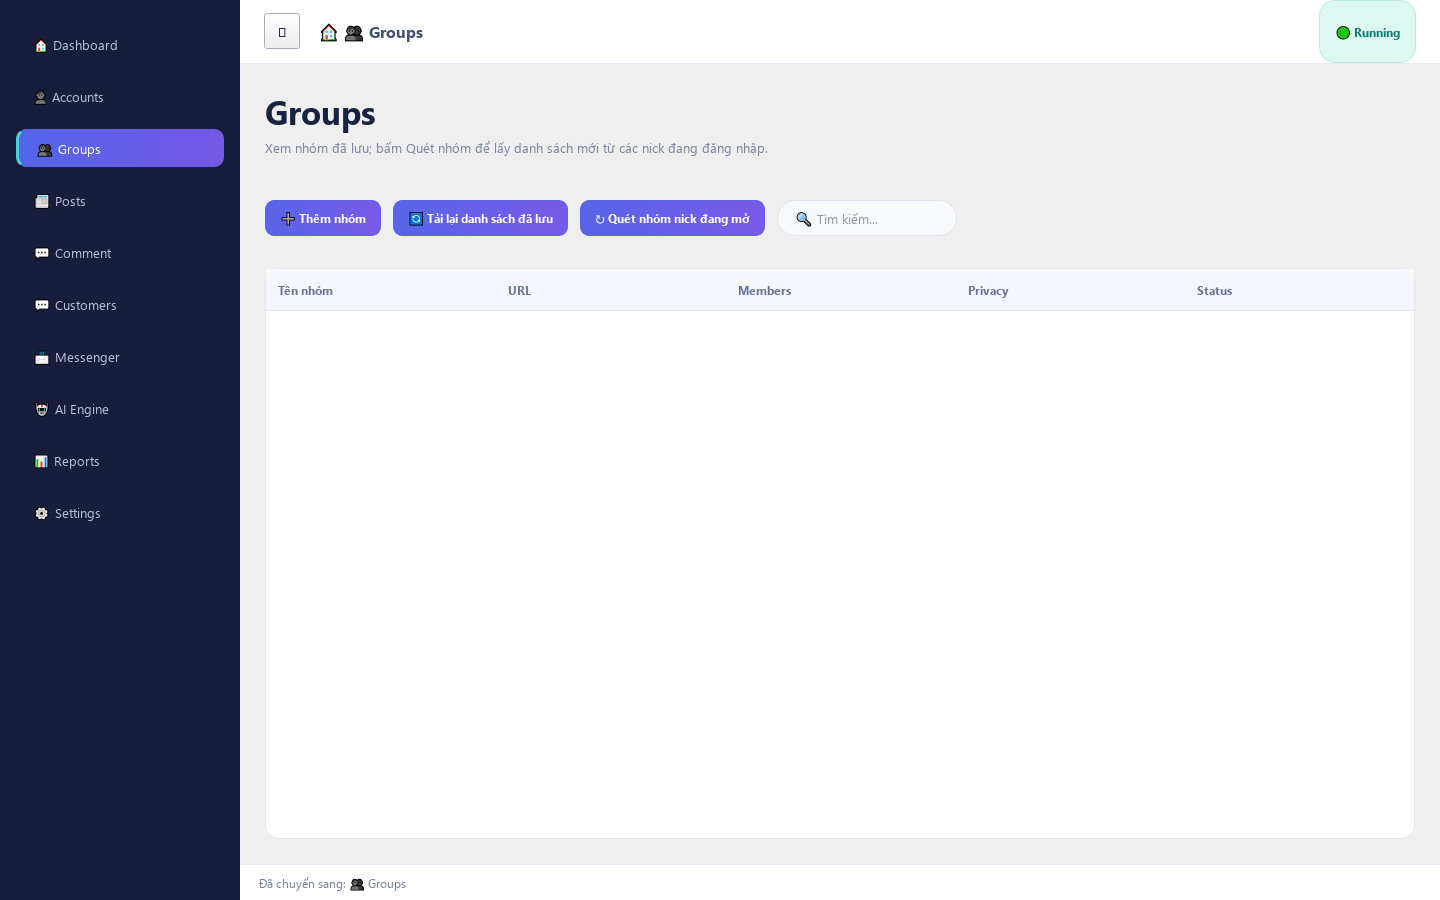 Dashboard
Accounts
Groups
Posts
Comment
Customers
Messenger
AI Engine
Reports
Settings
Groups
Running
Groups
Xem nhóm đã lưu; bấm Quét nhóm để lấy danh sách mới từ các nick đang đăng nhập.
Thêm nhóm
Tải lại danh sách đã lưu
↻ Quét nhóm nick đang mở
Tìm kiếm...
Tên nhóm URL Members Privacy Status
Đã chuyển sang: Groups